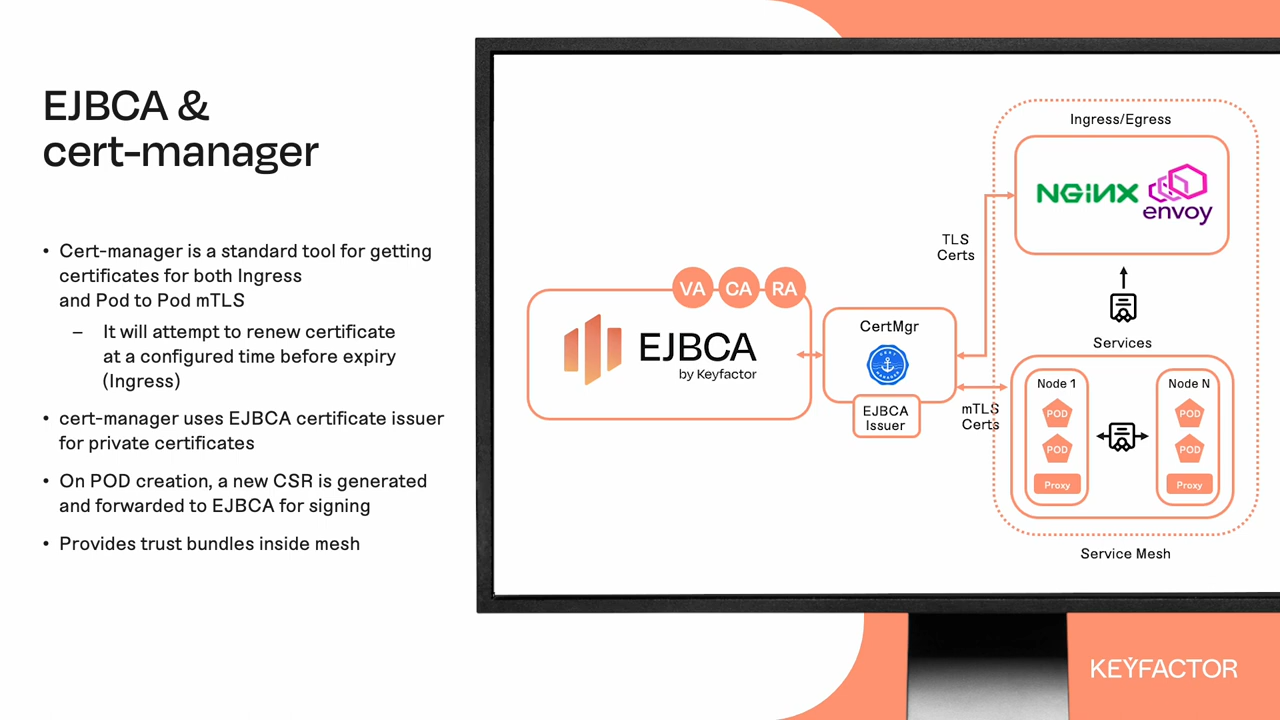 EJBCA &
cert-manager
• Cert-manager is a standard tool for getting
certificates for both Ingress
and Pod to Pod mTLS
– It will attempt to renew certificate
at a configured time before expiry
(Ingress)
• cert-manager uses EJBCA certificate issuer
for private certificates
• On POD creation, a new CSR is generated
and forwarded to EJBCA for signing
• Provides trust bundles inside mesh
VA CA RA
EJBCA
by Keyfactor
CertMgr
EJBCA
Issuer
TLS
Certs
mTLS
Certs
Ingress/Egress
NGINX
envoy
Services
Node 1
POD
POD
Proxy
Node N
POD
POD
Proxy
Service Mesh
KEYFACTOR